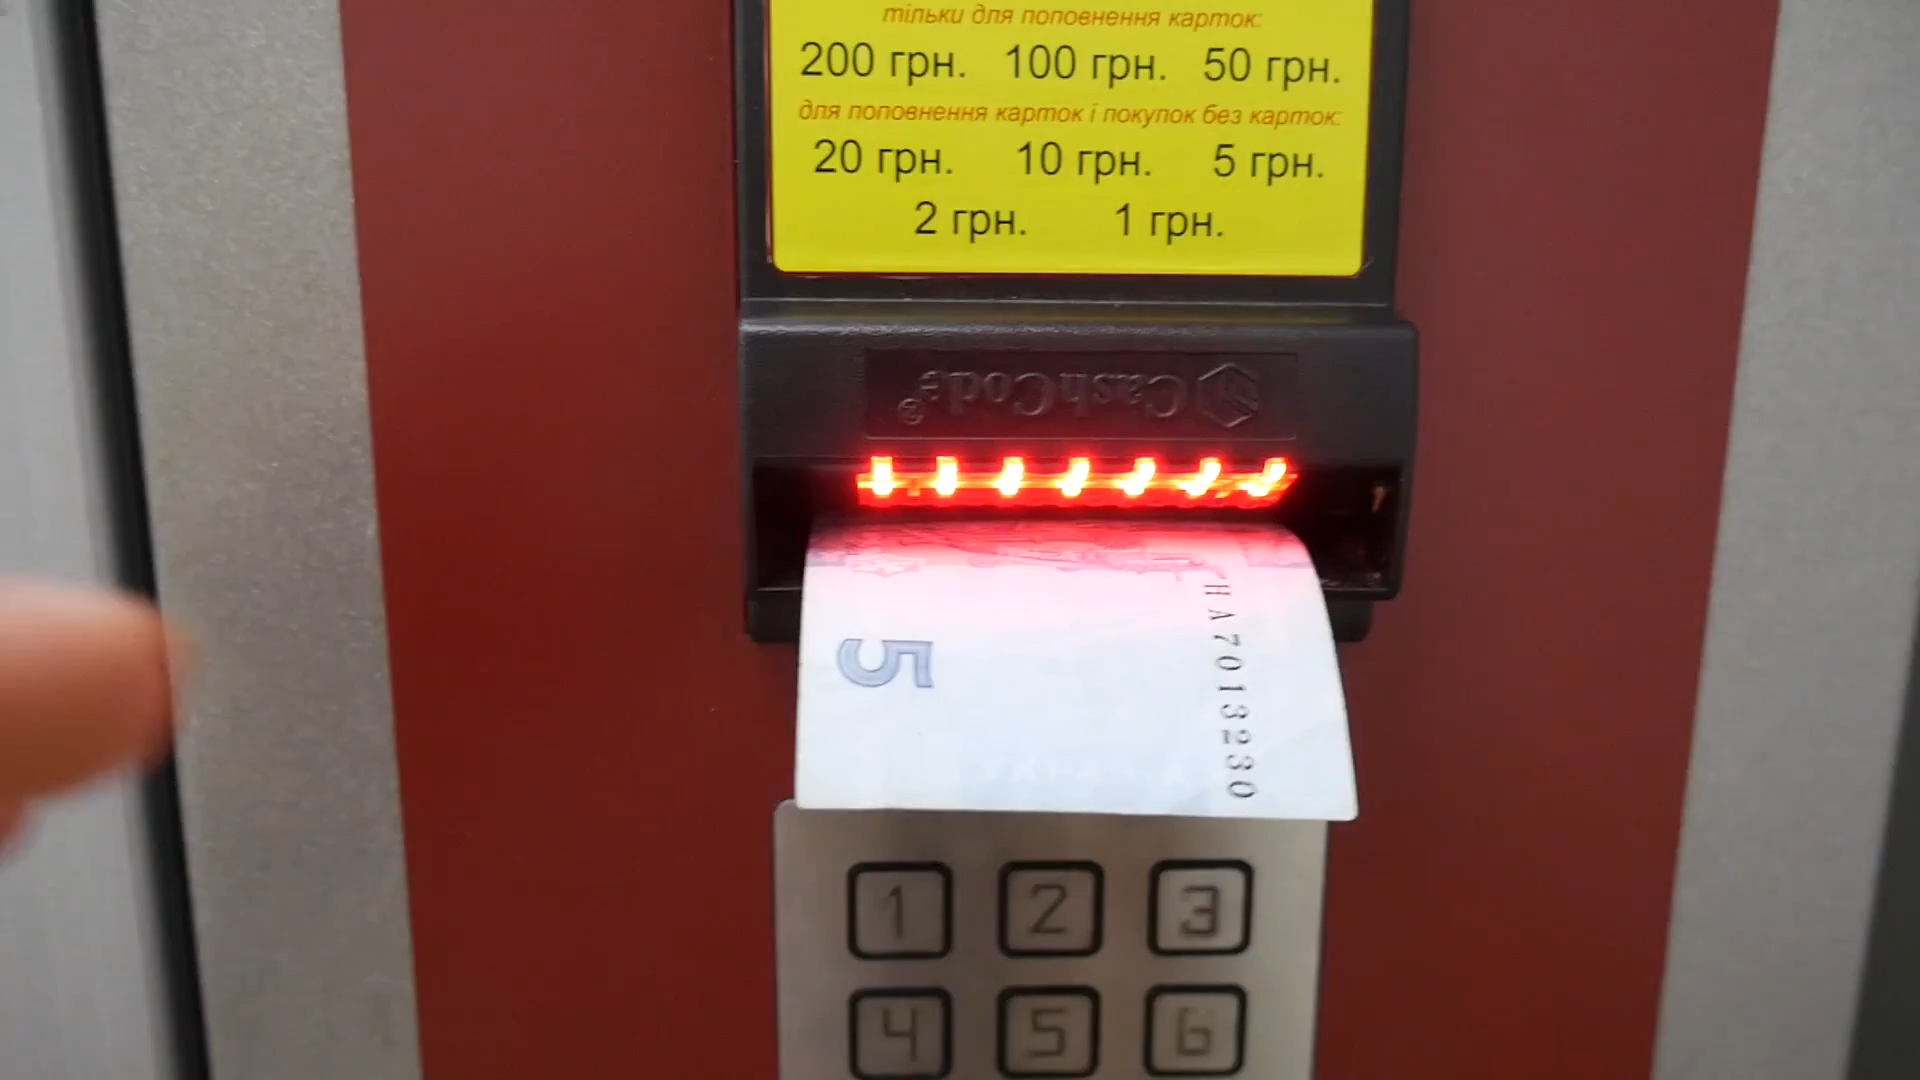 тільки для поповнення карток:
200 грн. 100 грн. 50 грн.
для поповнення карток і покупок без карток:
20 грн. 10 грн. 5 грн.
2 грн. 1 грн.
CashCode®
5
НА7013230
1 2 3
4 5 6